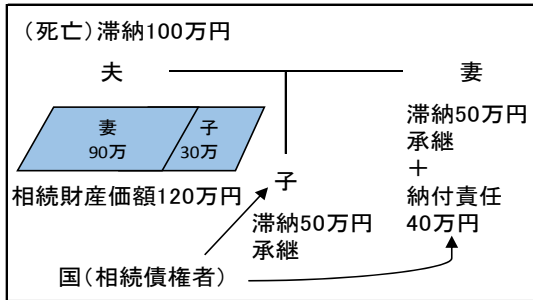 （死亡）滞納100万円
夫
妻
妻
90万
子
30万
相続財産価額120万円
滞納50万円
承継
＋
納付責任
40万円
子
滞納50万円
承継
国（相続債権者）